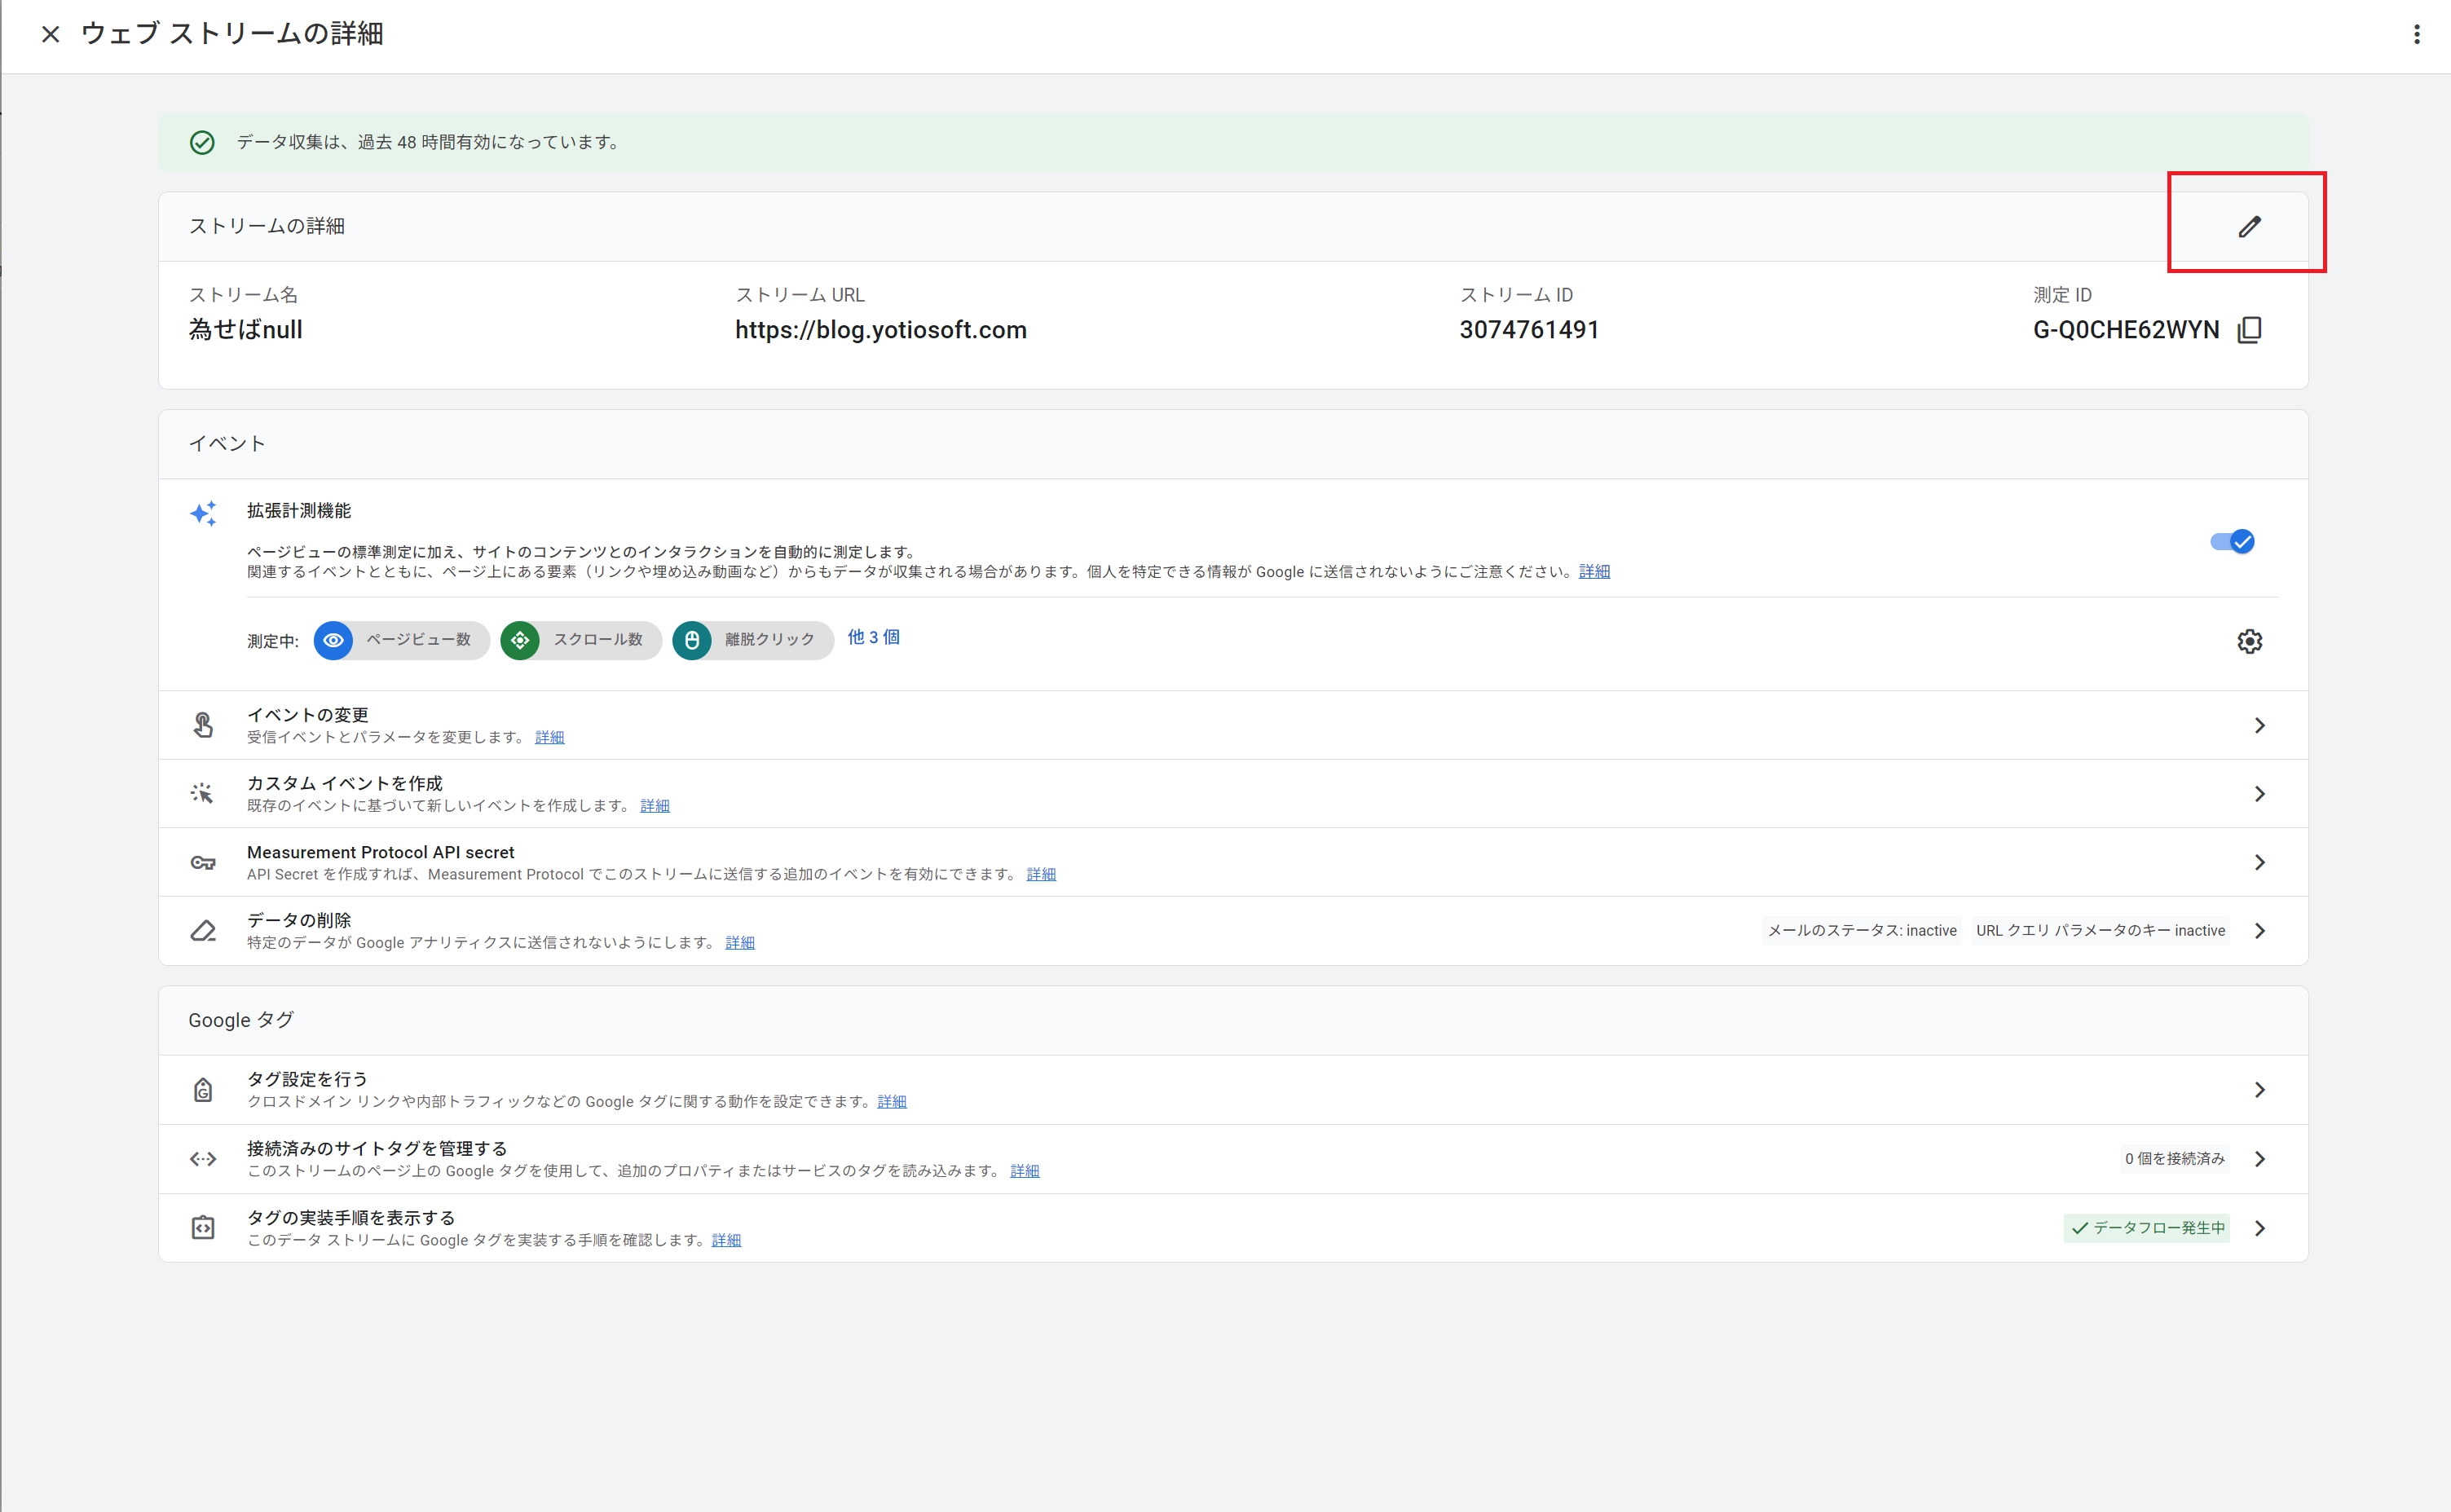 ウェブ ストリームの詳細
データ収集は、過去 48 時間有効になっています。
ストリームの詳細
ストリーム名
為せばnull
ストリーム URL
https://blog.yotiosoft.com
ストリーム ID
3074761491
測定 ID
G-Q0CHE62WYN
イベント
拡張計測機能
ページビューの標準測定に加え、サイトのコンテンツとのインタラクションを自動的に測定します。
関連するイベントとともに、ページ上にある要素（リンクや埋め込み動画など）からもデータが収集される場合があります。個人を特定できる情報が Google に送信されないようにご注意ください。詳細
測定中: ページビュー数 スクロール数 離脱クリック 他 3 個
イベントの変更
受信イベントとパラメータを変更します。 詳細
カスタム イベントを作成
既存のイベントに基づいて新しいイベントを作成します。 詳細
Measurement Protocol API secret
API Secret を作成すれば、Measurement Protocol でこのストリームに送信する追加のイベントを有効にできます。 詳細
データの削除
特定のデータが Google アナリティクスに送信されないようにします。 詳細
メールのステータス: inactive URL クエリ パラメータのキー inactive
Google タグ
タグ設定を行う
クロスドメイン リンクや内部トラフィックなどの Google タグに関する動作を設定できます。詳細
接続済みのサイトタグを管理する
このストリームのページ上の Google タグを使用して、追加のプロパティまたはサービスのタグを読み込みます。 詳細
0 個を接続済み
タグの実装手順を表示する
このデータ ストリームに Google タグを実装する手順を確認します。詳細
データフロー発生中